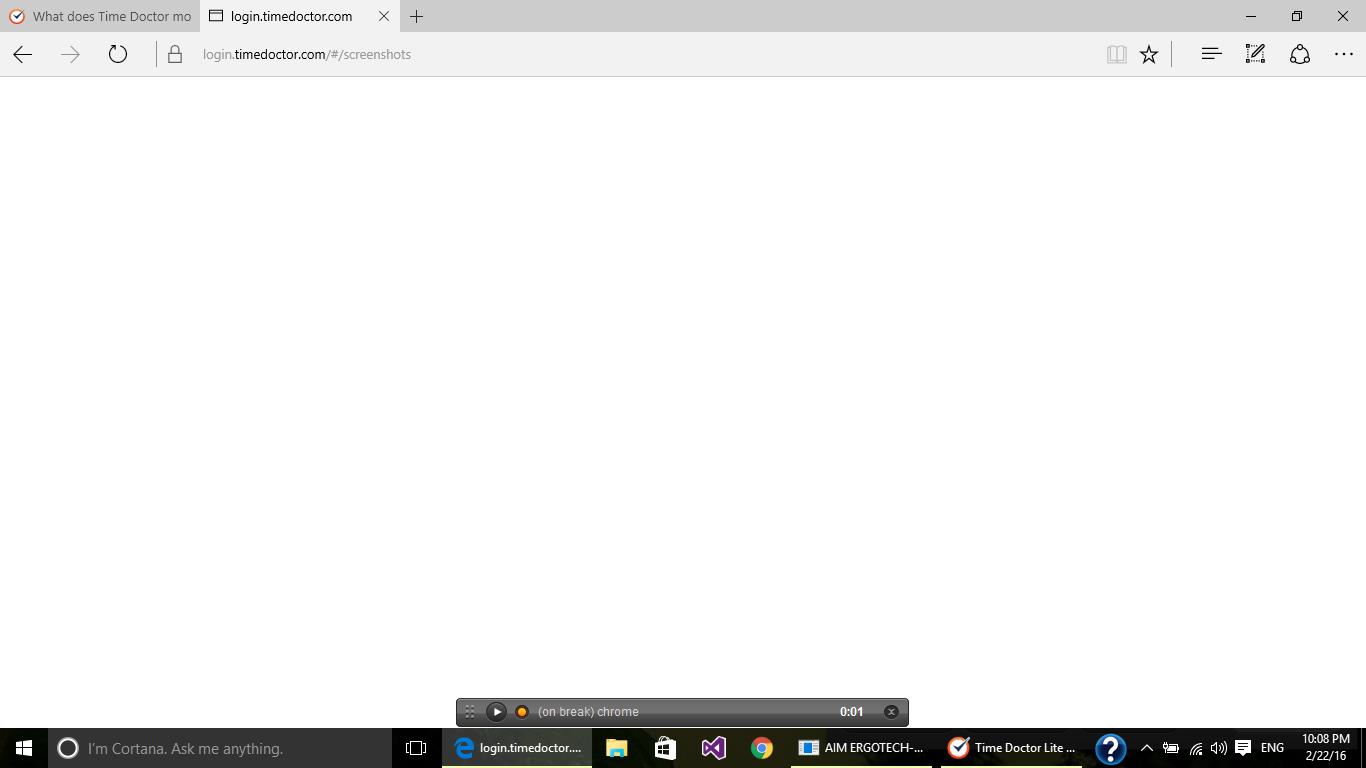 What does Time Doctor mo
login.timedoctor.com
login.timedoctor.com/#/screenshots
(on break) chrome
0:01
I'm Cortana. Ask me anything.
login.timedoctor....
AIM ERGOTECH-...
Time Doctor Lite ...
ENG
10:08 PM
2/22/16